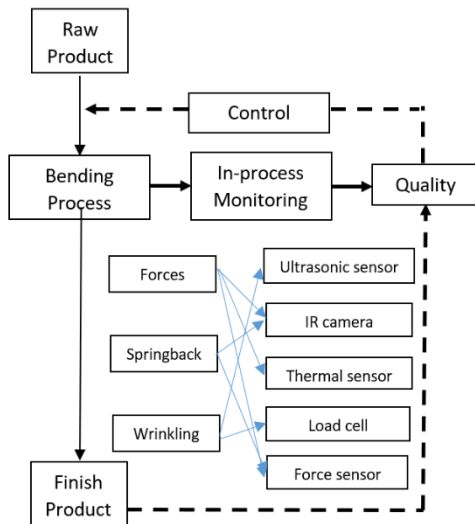 Raw
Product
Control
Bending
Process
In-process
Monitoring
Quality
Forces
Ultrasonic sensor
IR camera
Springback
Thermal sensor
Wrinkling
Load cell
Force sensor
Finish
Product